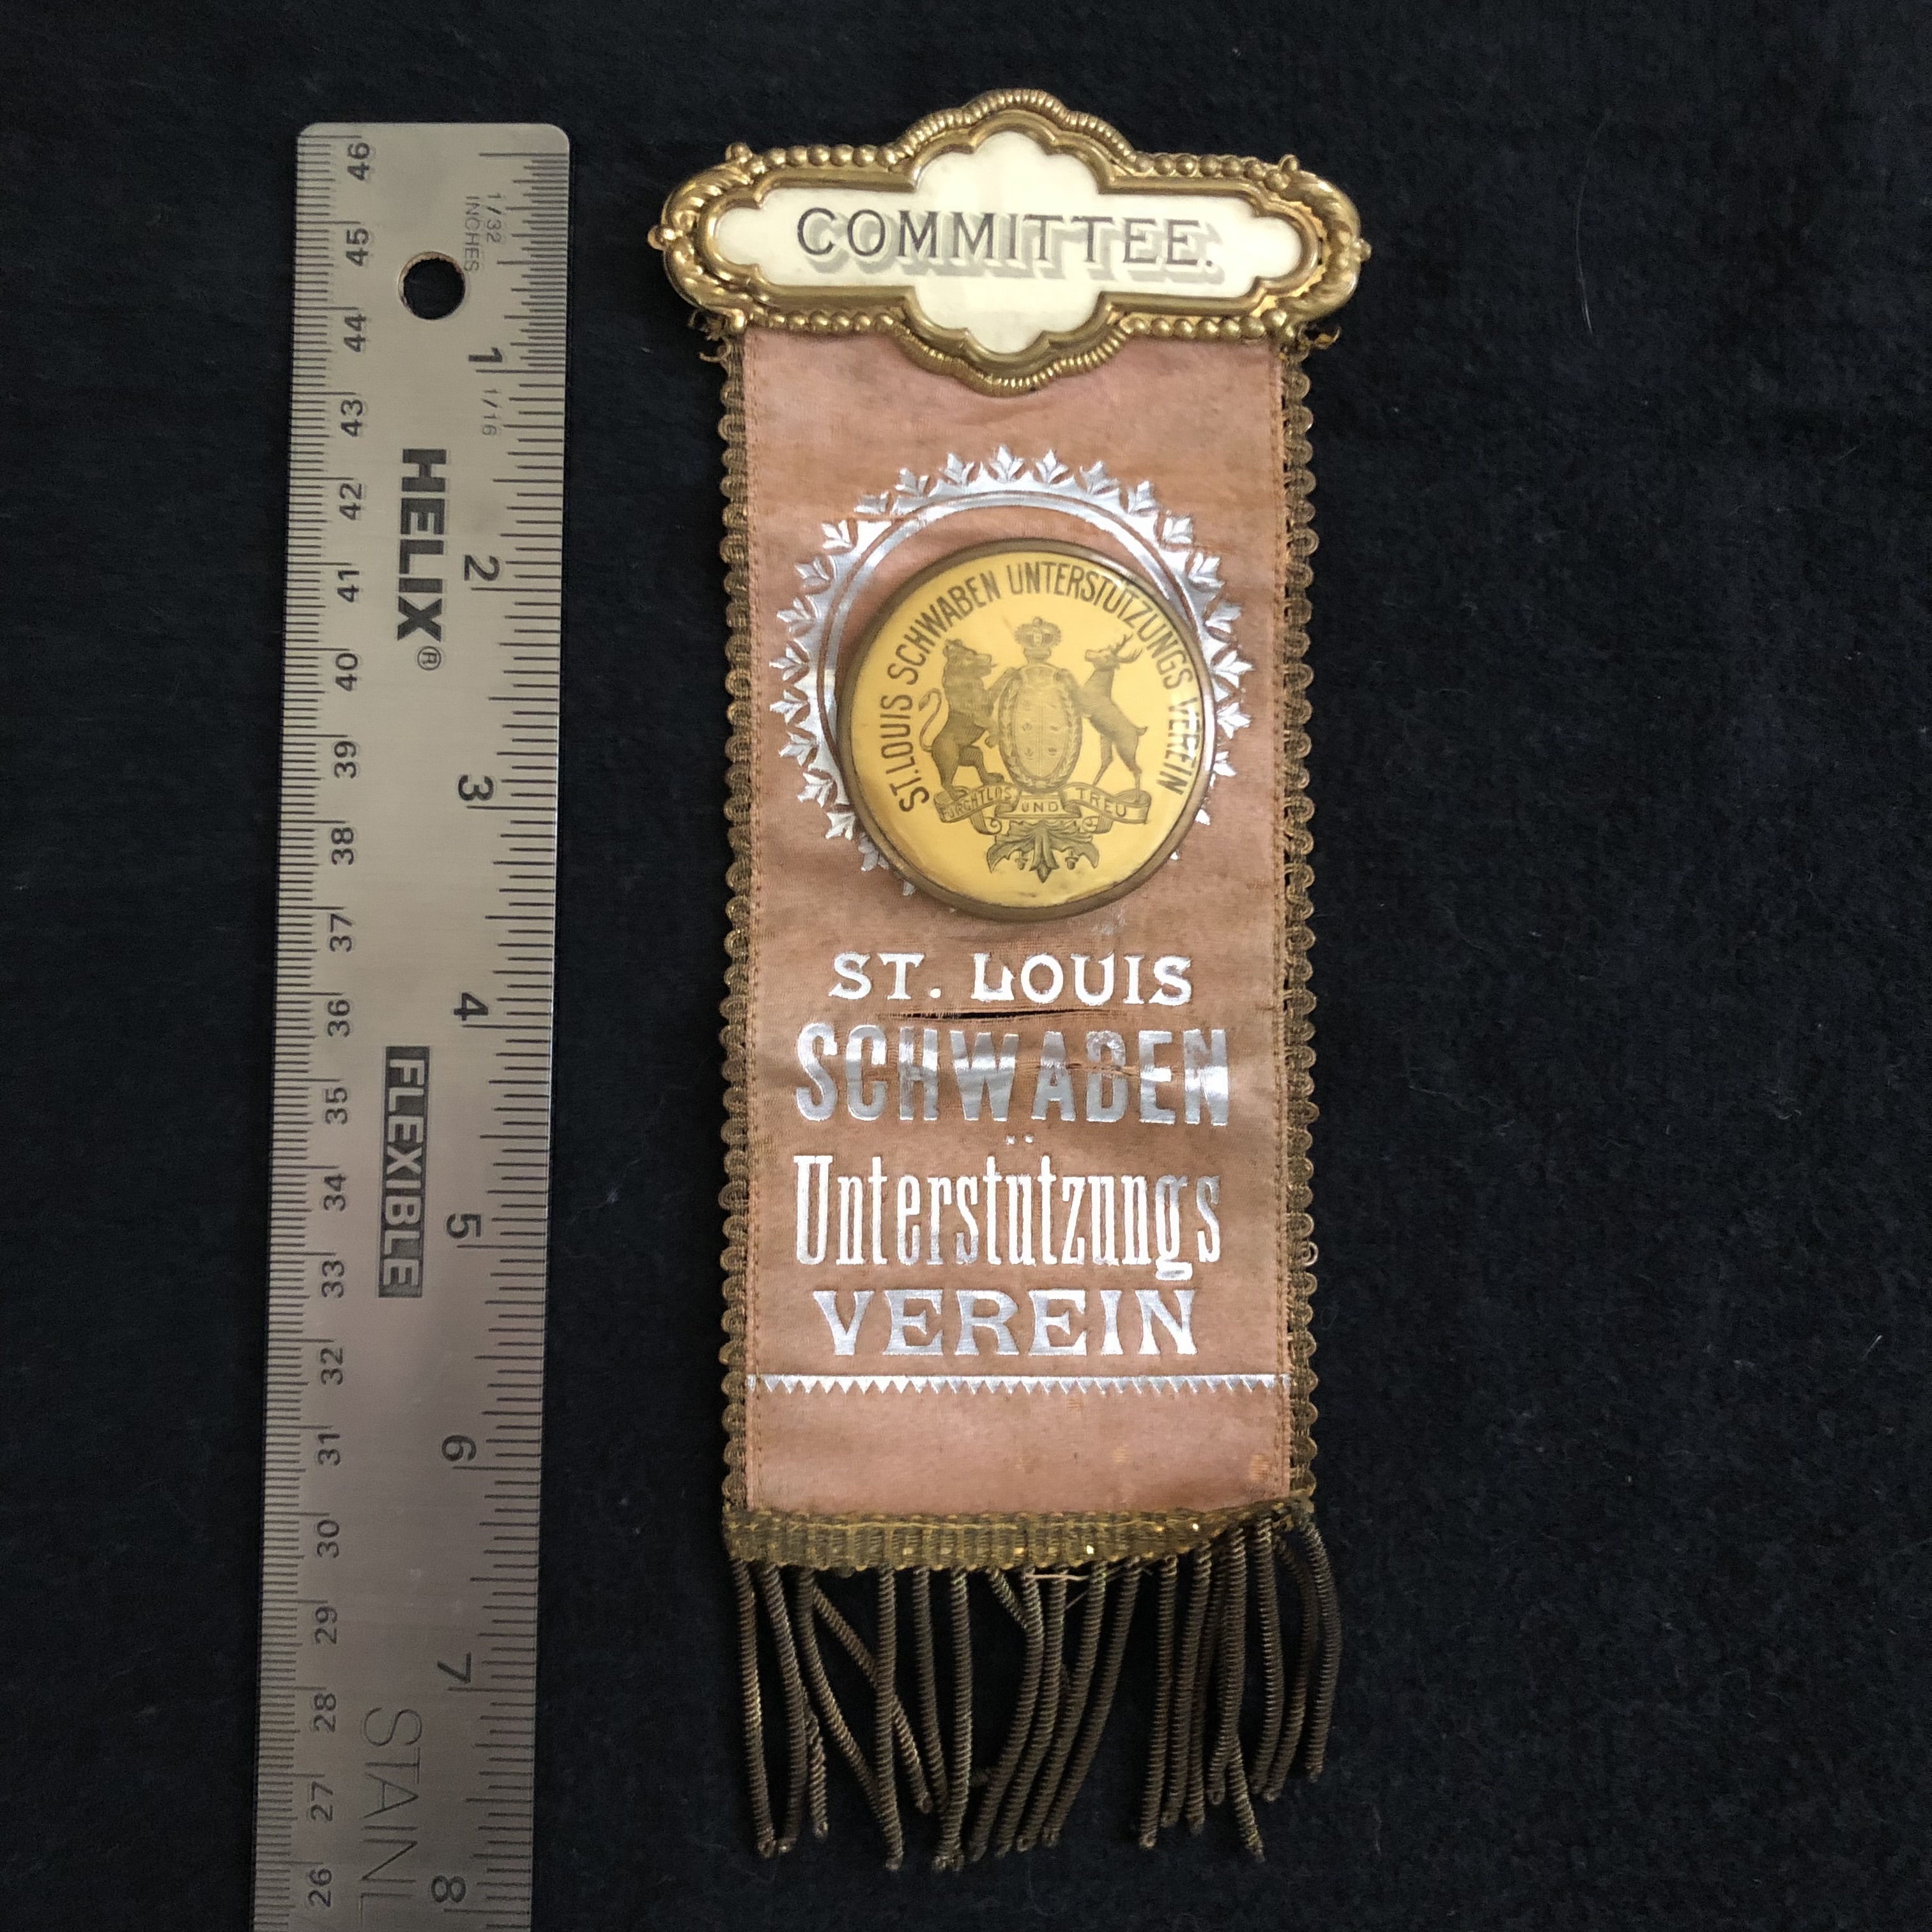 COMMITTEE.
ST. LOUIS SCHWABEN UNTERSTÜTZUNGS VEREIN
FURCHTLOS UND TREU
ST. LOUIS
SCHWABEN
Unterstützungs
VEREIN
46
45
44
43
42
41
40
39
38
37
36
35
34
33
32
31
30
29
28
27
26
1/32
INCHES
1/16
HELIX®
FLEXIBLE
STAINL
1
2
3
4
5
6
7
8